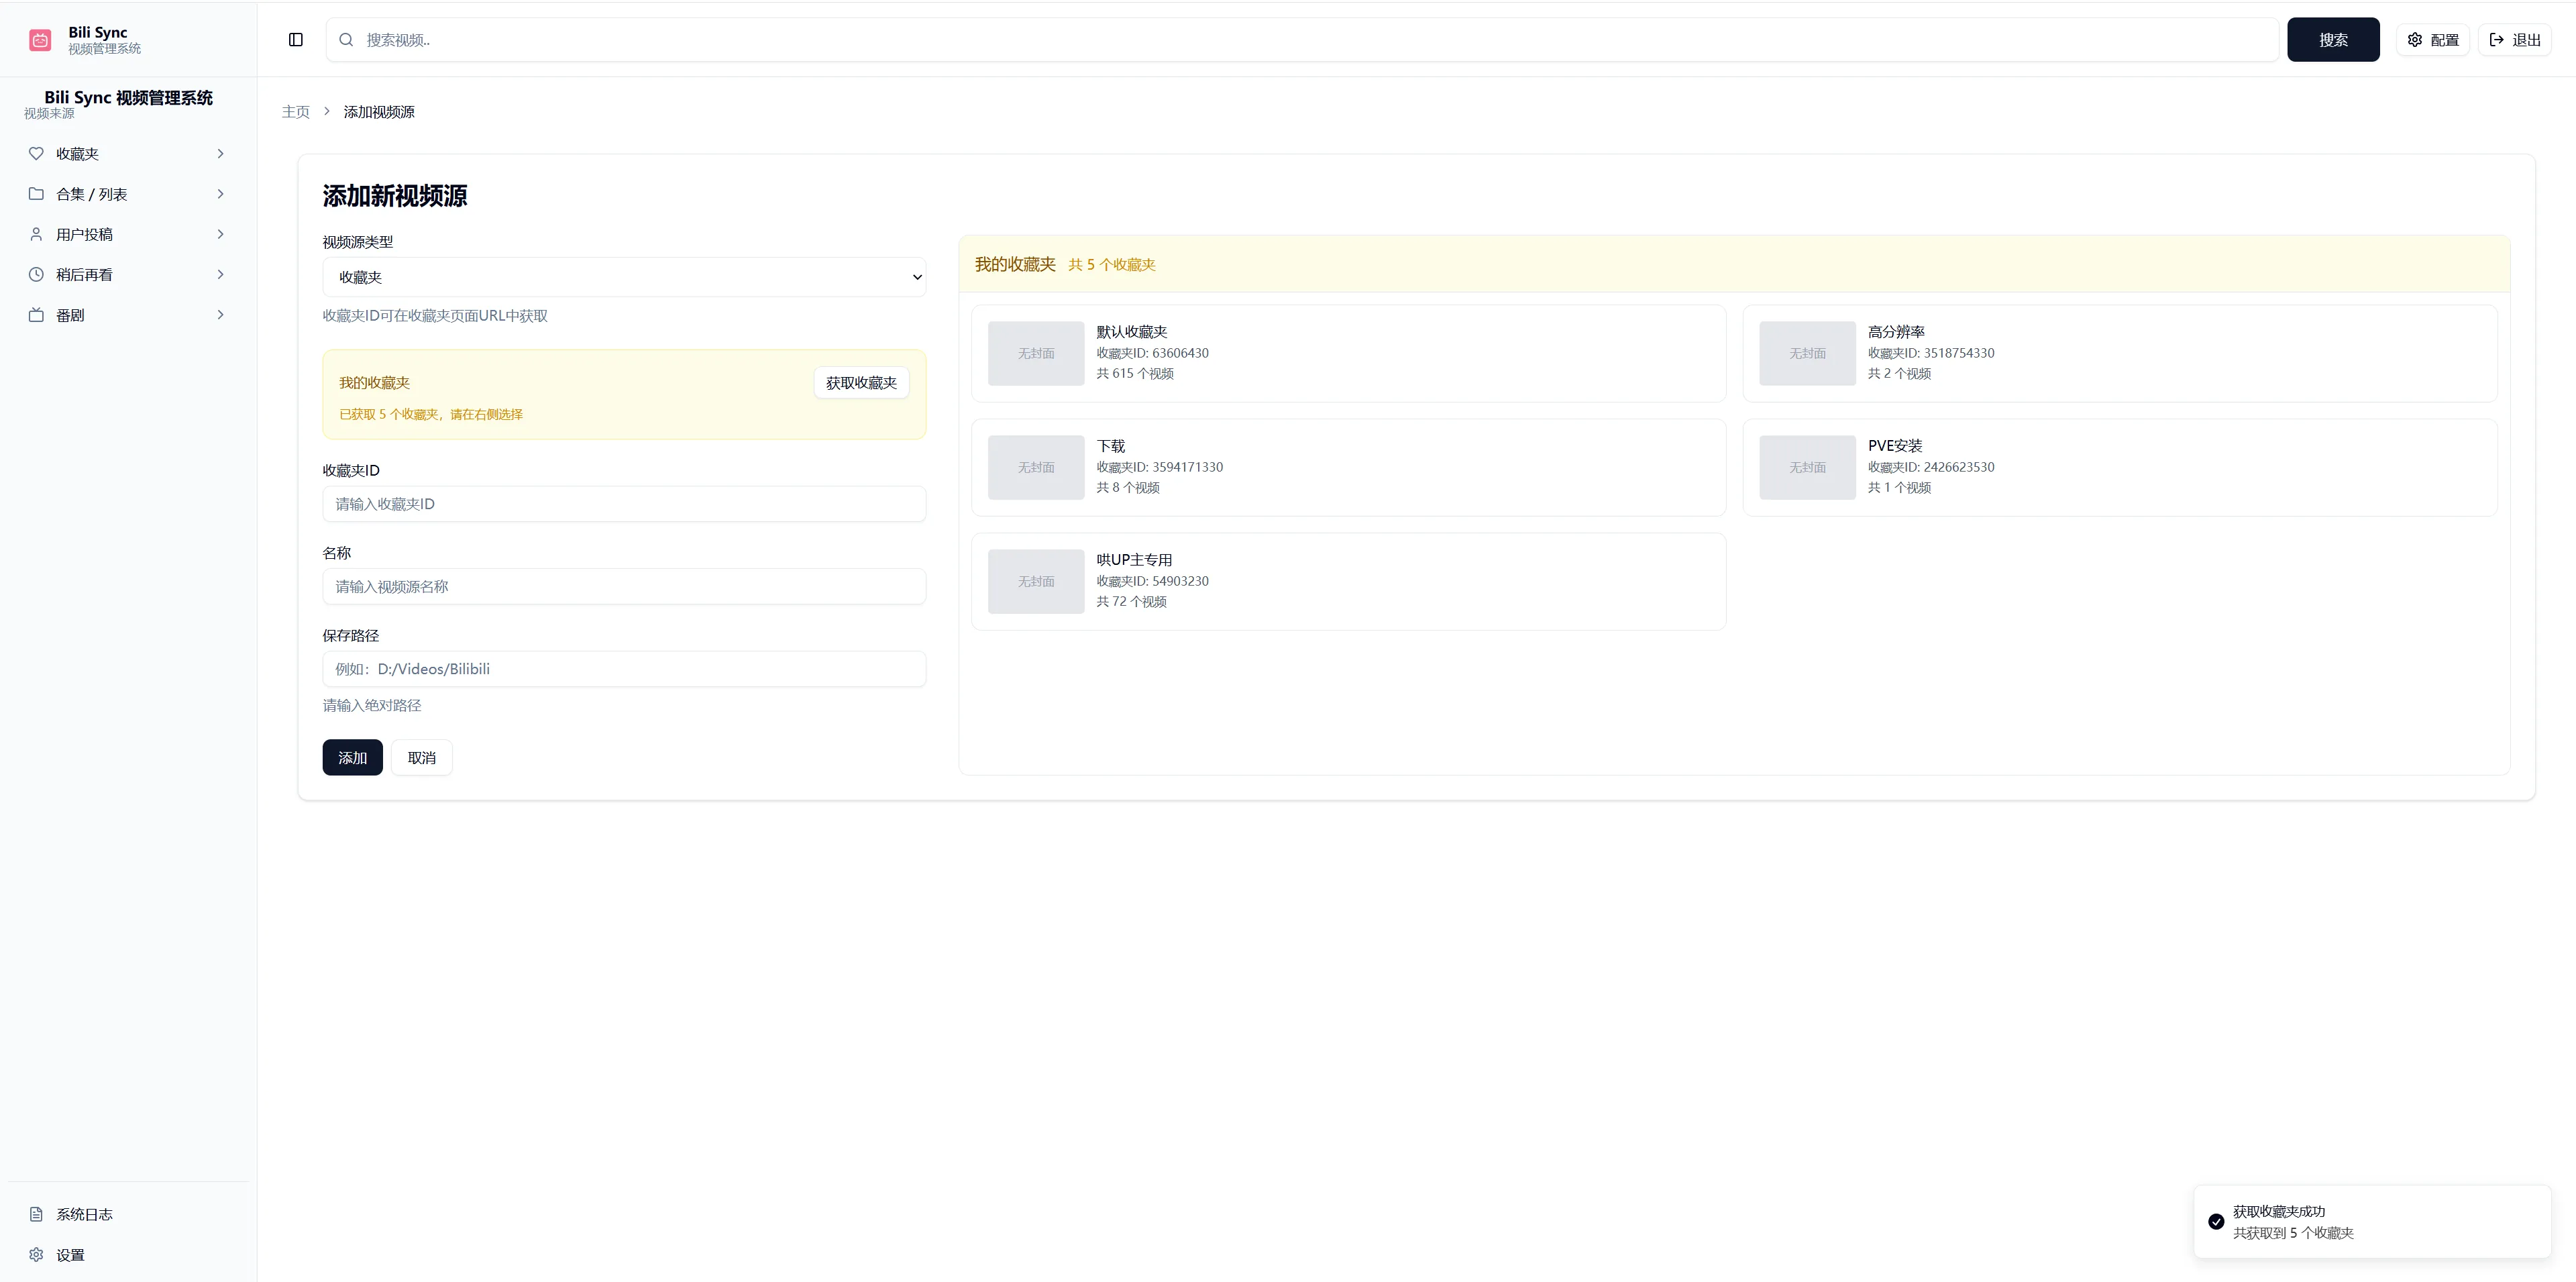 Bili Sync
视频管理系统
搜索视频..
搜索
配置
退出
Bili Sync 视频管理系统
视频来源
收藏夹
合集 / 列表
用户投稿
稍后再看
番剧
系统日志
设置
主页
添加视频源
添加新视频源
视频源类型
收藏夹
收藏夹ID可在收藏夹页面URL中获取
我的收藏夹
获取收藏夹
已获取 5 个收藏夹，请在右侧选择
收藏夹ID
请输入收藏夹ID
名称
请输入视频源名称
保存路径
例如：D:/Videos/Bilibili
请输入绝对路径
添加
取消
我的收藏夹 共 5 个收藏夹
无封面
默认收藏夹
收藏夹ID: 63606430
共 615 个视频
无封面
高分辨率
收藏夹ID: 3518754330
共 2 个视频
无封面
下载
收藏夹ID: 3594171330
共 8 个视频
无封面
PVE安装
收藏夹ID: 2426623530
共 1 个视频
无封面
哄UP主专用
收藏夹ID: 54903230
共 72 个视频
获取收藏夹成功
共获取到 5 个收藏夹